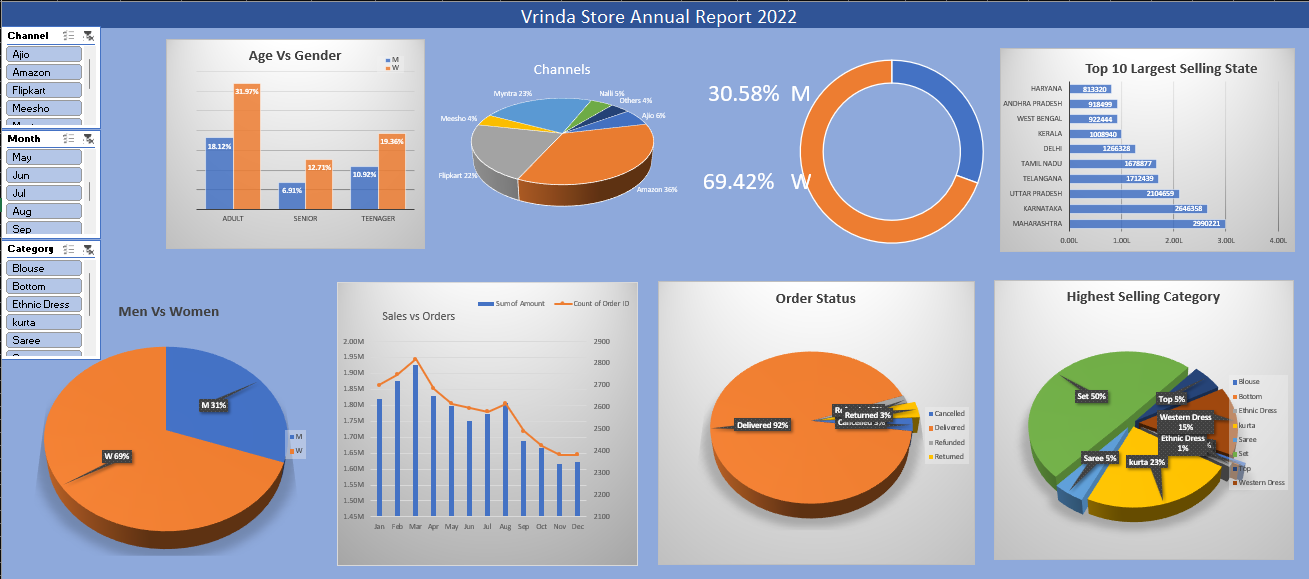 Vrinda Store Annual Report 2022
Channel
Ajio
Amazon
Flipkart
Meesho
Month
May
Jun
Jul
Aug
Sep
Category
Blouse
Bottom
Ethnic Dress
kurta
Saree
Age Vs Gender
M
W
18.12%
31.97%
6.91%
12.71%
10.92%
19.36%
ADULT
SENIOR
TEENAGER
Channels
Myntra 23%
Nalli 5%
Others 4%
Ajio 6%
Meesho 4%
Flipkart 22%
Amazon 36%
30.58% M
69.42% W
Top 10 Largest Selling State
HARYANA 813320
ANDHRA PRADESH 918499
WEST BENGAL 922444
KERALA 1008940
DELHI 1266328
TAMIL NADU 1678877
TELANGANA 1712439
UTTAR PRADESH 2104659
KARNATAKA 2646358
MAHARASHTRA 2990221
0.00L 1.00L 2.00L 3.00L 4.00L
Men Vs Women
M 31%
W 69%
M
W
Sum of Amount Count of Order ID
Sales vs Orders
2.00M 2900
1.95M 2800
1.90M
1.85M 2700
1.80M 2600
1.75M
1.70M 2500
1.65M 2400
1.60M 2300
1.55M
1.50M 2200
1.45M 2100
Jan Feb Mar Apr May Jun Jul Aug Sep Oct Nov Dec
Order Status
Delivered 92%
Returned 3%
Cancelled 3%
Cancelled
Delivered
Refunded
Returned
Highest Selling Category
Set 50%
Top 5%
Western Dress
15%
Ethnic Dress
1%
Saree 5%
kurta 23%
Blouse
Bottom
Ethnic Dress
kurta
Saree
Set
Top
Western Dress